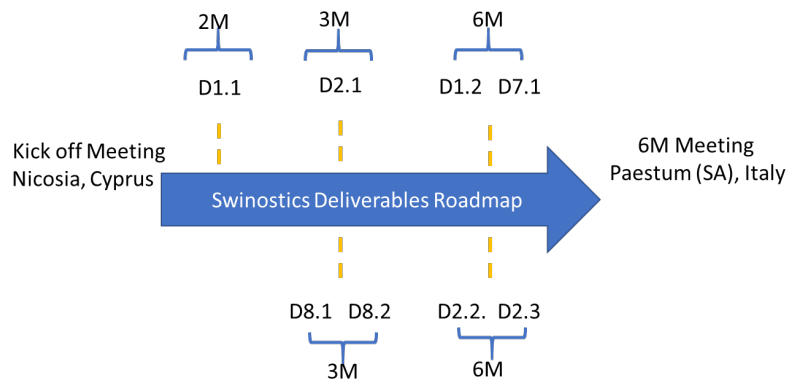 2M
3M
6M
D1.1
D2.1
D1.2 D7.1
Kick off Meeting
Nicosia, Cyprus
6M Meeting
Paestum (SA), Italy
Swinostics Deliverables Roadmap
D8.1 D8.2
D2.2. D2.3
3M
6M